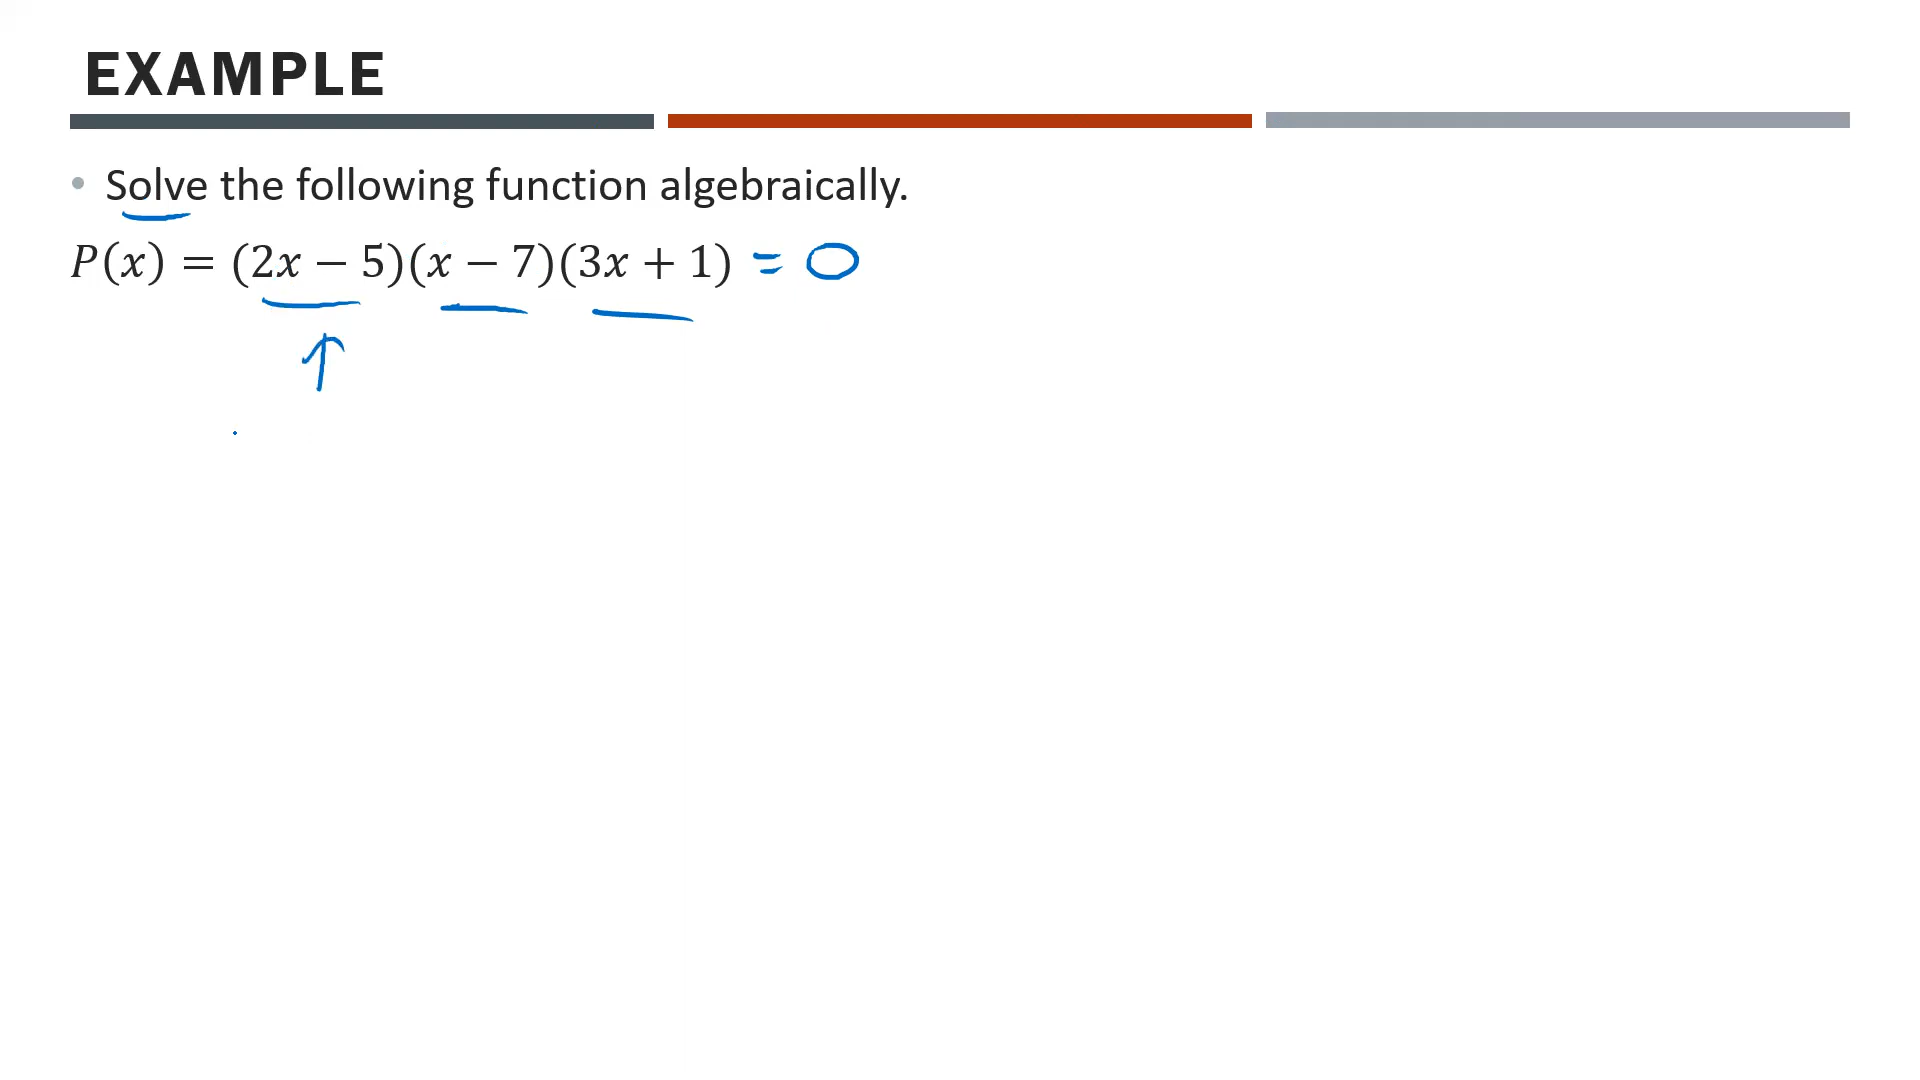 EXAMPLE
• Solve the following function algebraically.
P(x) = (2x − 5)(x − 7)(3x + 1) = 0